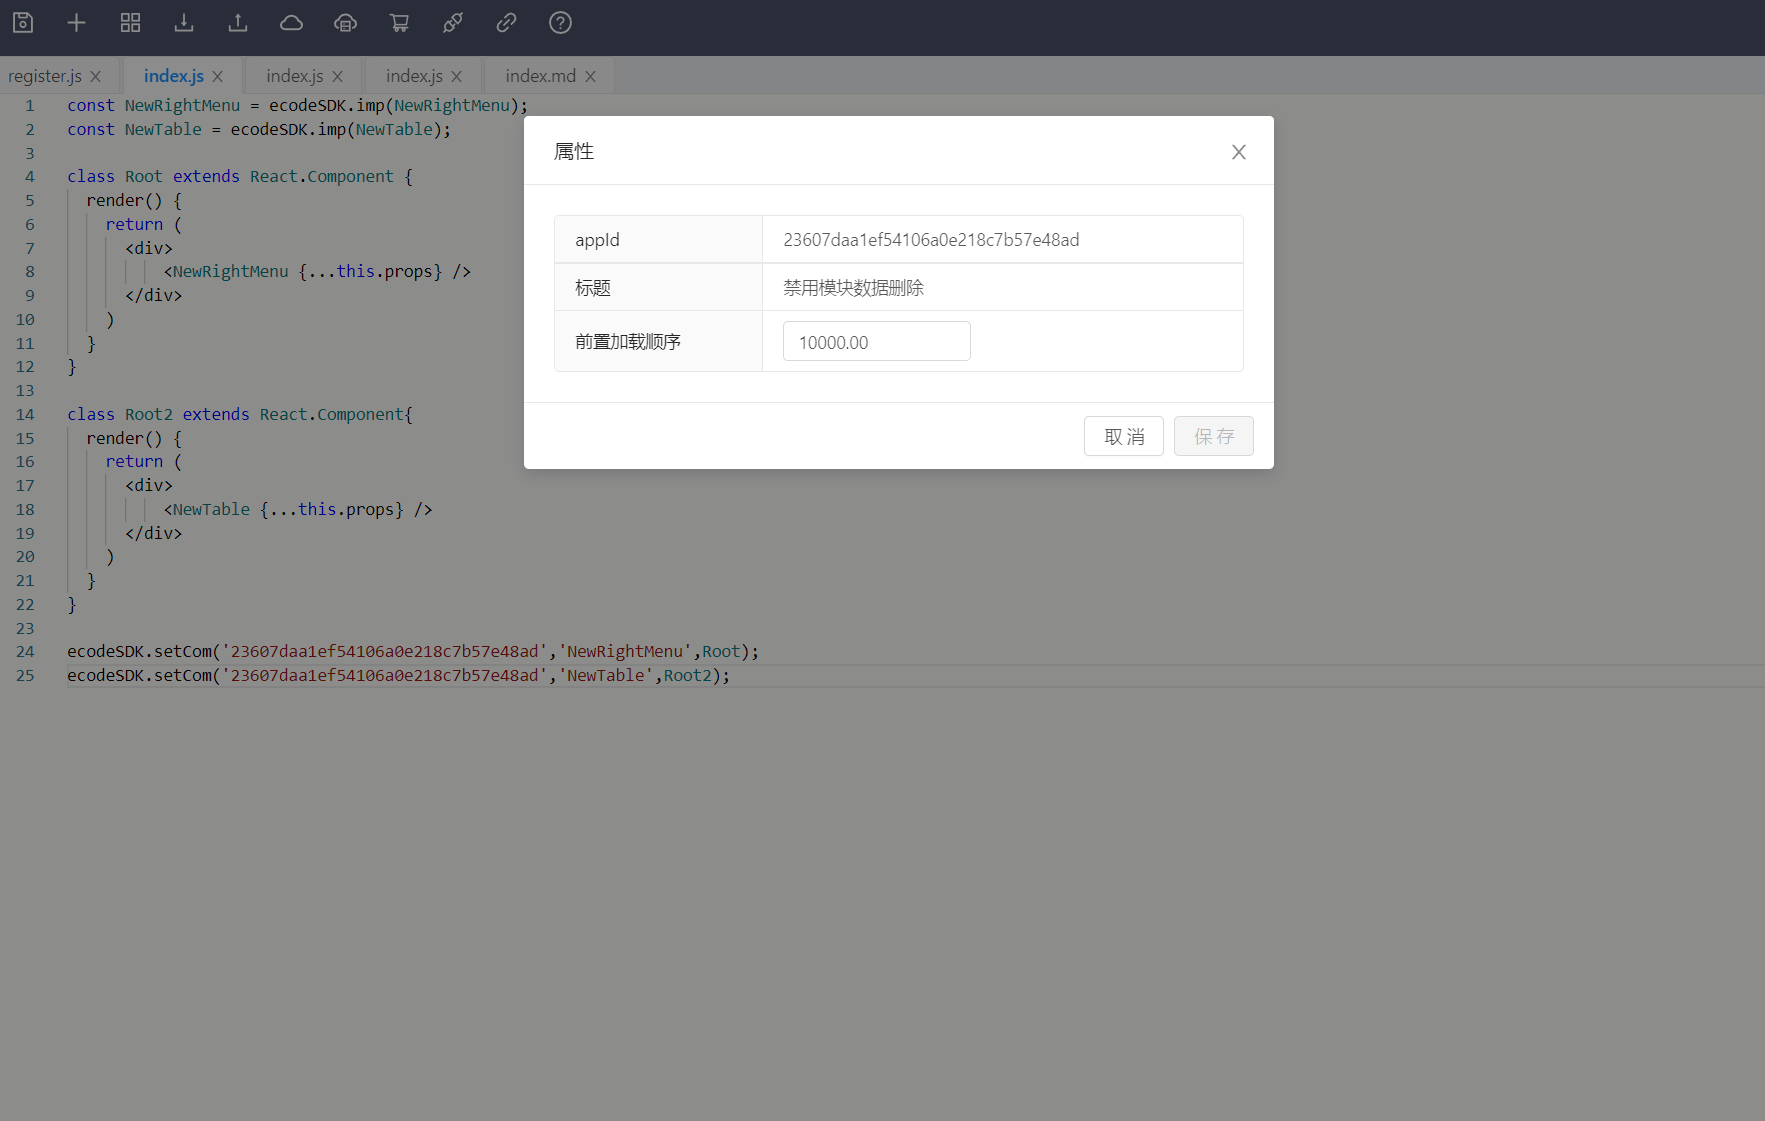 register.js
index.js
index.js
index.js
index.md
1 const NewRightMenu = ecodeSDK.imp(NewRightMenu);
2 const NewTable = ecodeSDK.imp(NewTable);
3
4 class Root extends React.Component {
5 render() {
6 return (
7 <div>
8 <NewRightMenu {...this.props} />
9 </div>
10 )
11 }
12 }
13
14 class Root2 extends React.Component{
15 render() {
16 return (
17 <div>
18 <NewTable {...this.props} />
19 </div>
20 )
21 }
22 }
23
24 ecodeSDK.setCom('23607daa1ef54106a0e218c7b57e48ad','NewRightMenu',Root);
25 ecodeSDK.setCom('23607daa1ef54106a0e218c7b57e48ad','NewTable',Root2);
属性
appId 23607daa1ef54106a0e218c7b57e48ad
标题 禁用模块数据删除
前置加载顺序 10000.00
取 消
保 存